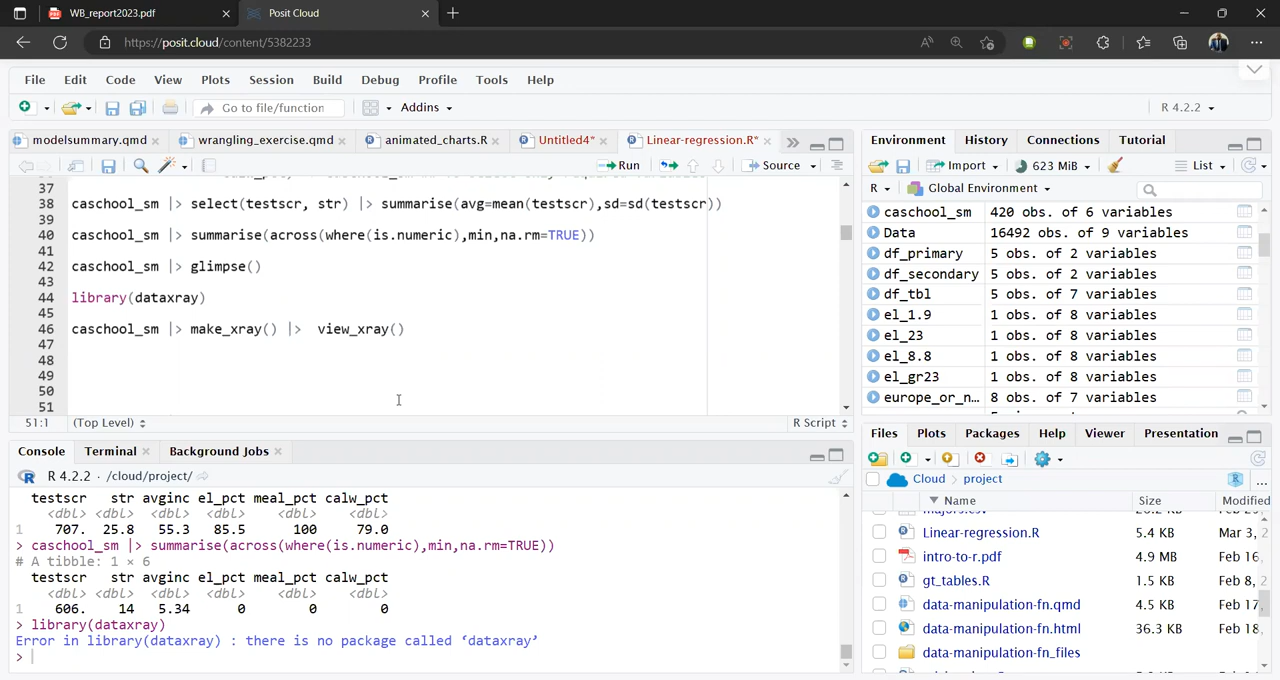 WB_report2023.pdf
Posit Cloud
https://posit.cloud/content/5382233
File Edit Code View Plots Session Build Debug Profile Tools Help
Go to file/function
Addins
R 4.2.2
modelsummary.qmd
wrangling_exercise.qmd
animated_charts.R
Untitled4*
Linear-regression.R*
Run
Source
37
38 caschool_sm |> select(testscr, str) |> summarise(avg=mean(testscr),sd=sd(testscr))
39
40 caschool_sm |> summarise(across(where(is.numeric),min,na.rm=TRUE))
41
42 caschool_sm |> glimpse()
43
44 library(dataxray)
45
46 caschool_sm |> make_xray() |>  view_xray()
47
48
49
50
51
51:1 (Top Level) R Script
Console Terminal Background Jobs
R 4.2.2 · /cloud/project/
testscr str avginc el_pct meal_pct calw_pct
<dbl> <dbl> <dbl> <dbl> <dbl> <dbl>
1 707. 25.8 55.3 85.5 100 79.0
> caschool_sm |> summarise(across(where(is.numeric),min,na.rm=TRUE))
# A tibble: 1 × 6
testscr str avginc el_pct meal_pct calw_pct
<dbl> <dbl> <dbl> <dbl> <dbl> <dbl>
1 606. 14 5.34 0 0 0
> library(dataxray)
Error in library(dataxray) : there is no package called ‘dataxray’
>
Environment History Connections Tutorial
Import 623 MiB List
R Global Environment
caschool_sm 420 obs. of 6 variables
Data 16492 obs. of 9 variables
df_primary 5 obs. of 2 variables
df_secondary 5 obs. of 2 variables
df_tbl 5 obs. of 7 variables
el_1.9 1 obs. of 8 variables
el_23 1 obs. of 8 variables
el_8.8 1 obs. of 8 variables
el_gr23 1 obs. of 8 variables
europe_or_n... 8 obs. of 7 variables
Files Plots Packages Help Viewer Presentation
Cloud project
Name Size Modified
Linear-regression.R 5.4 KB Mar 3, 2
intro-to-r.pdf 4.9 MB Feb 16,
gt_tables.R 1.5 KB Feb 8, 2
data-manipulation-fn.qmd 4.5 KB Feb 17,
data-manipulation-fn.html 36.3 KB Feb 18,
data-manipulation-fn_files